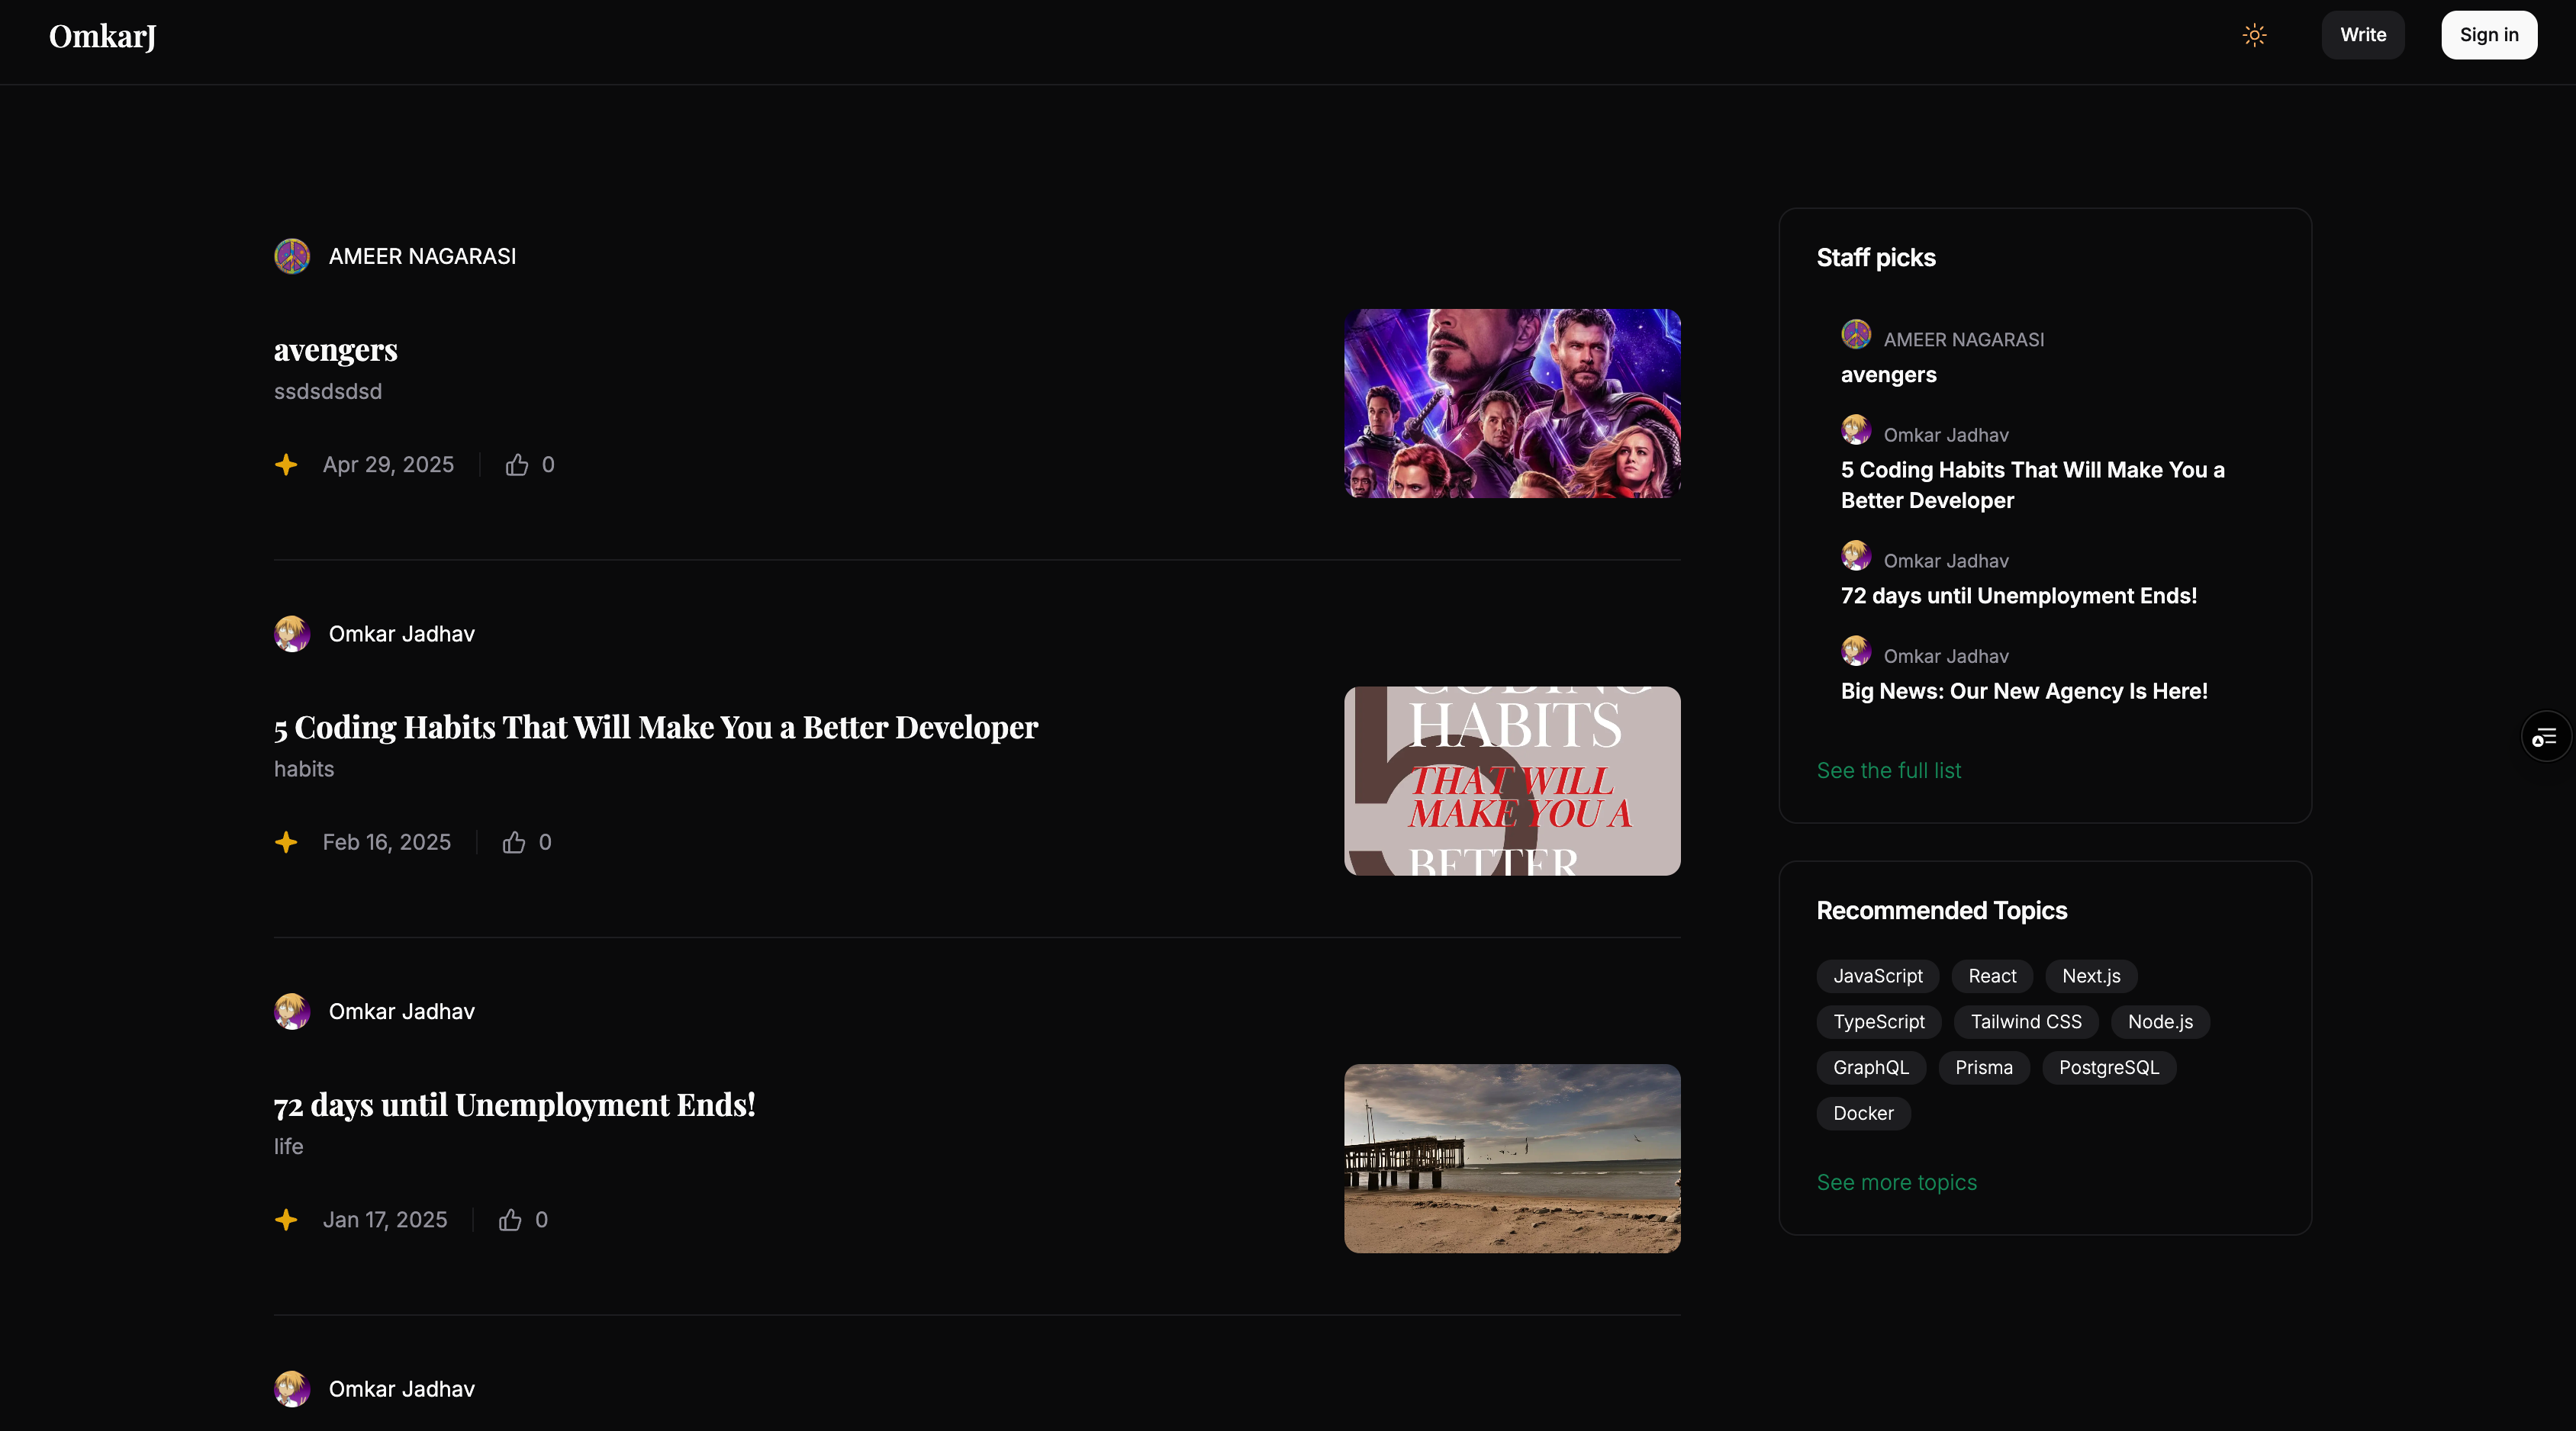 OmkarJ
Write
Sign in
AMEER NAGARASI
avengers
ssdsdsdsd
Apr 29, 2025
0
Omkar Jadhav
5 Coding Habits That Will Make You a Better Developer
habits
Feb 16, 2025
0
CODING
HABITS
THAT WILL
MAKE YOU A
BETTER
5
Omkar Jadhav
72 days until Unemployment Ends!
life
Jan 17, 2025
0
Omkar Jadhav
Staff picks
AMEER NAGARASI
avengers
Omkar Jadhav
5 Coding Habits That Will Make You a
Better Developer
Omkar Jadhav
72 days until Unemployment Ends!
Omkar Jadhav
Big News: Our New Agency Is Here!
See the full list
Recommended Topics
JavaScript React Next.js
TypeScript Tailwind CSS Node.js
GraphQL Prisma PostgreSQL
Docker
See more topics